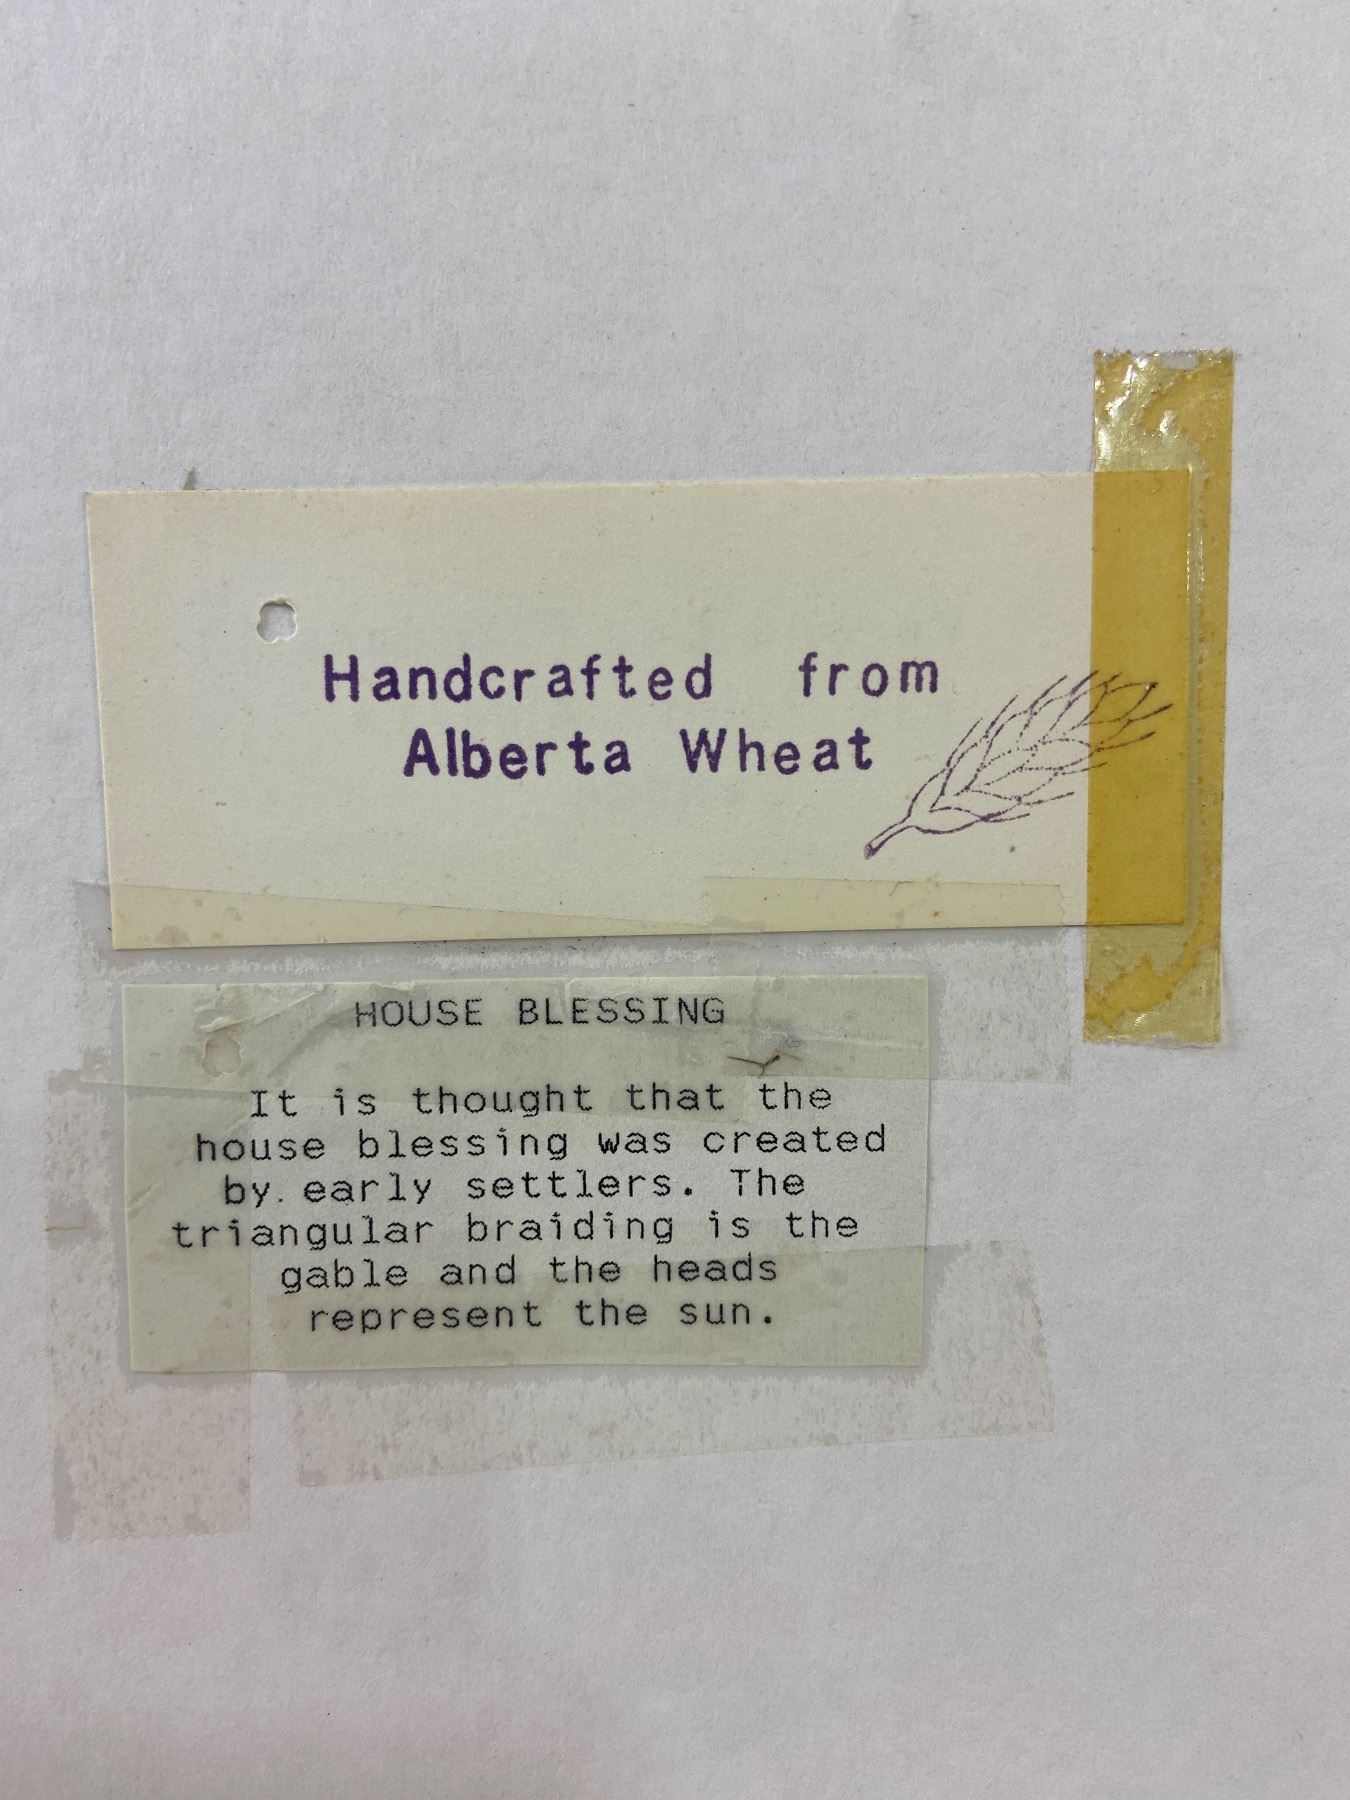 Handcrafted from
Alberta Wheat
HOUSE BLESSING
It is thought that the
house blessing was created
by. early settlers. The
triangular braiding is the
gable and the heads
represent the sun.